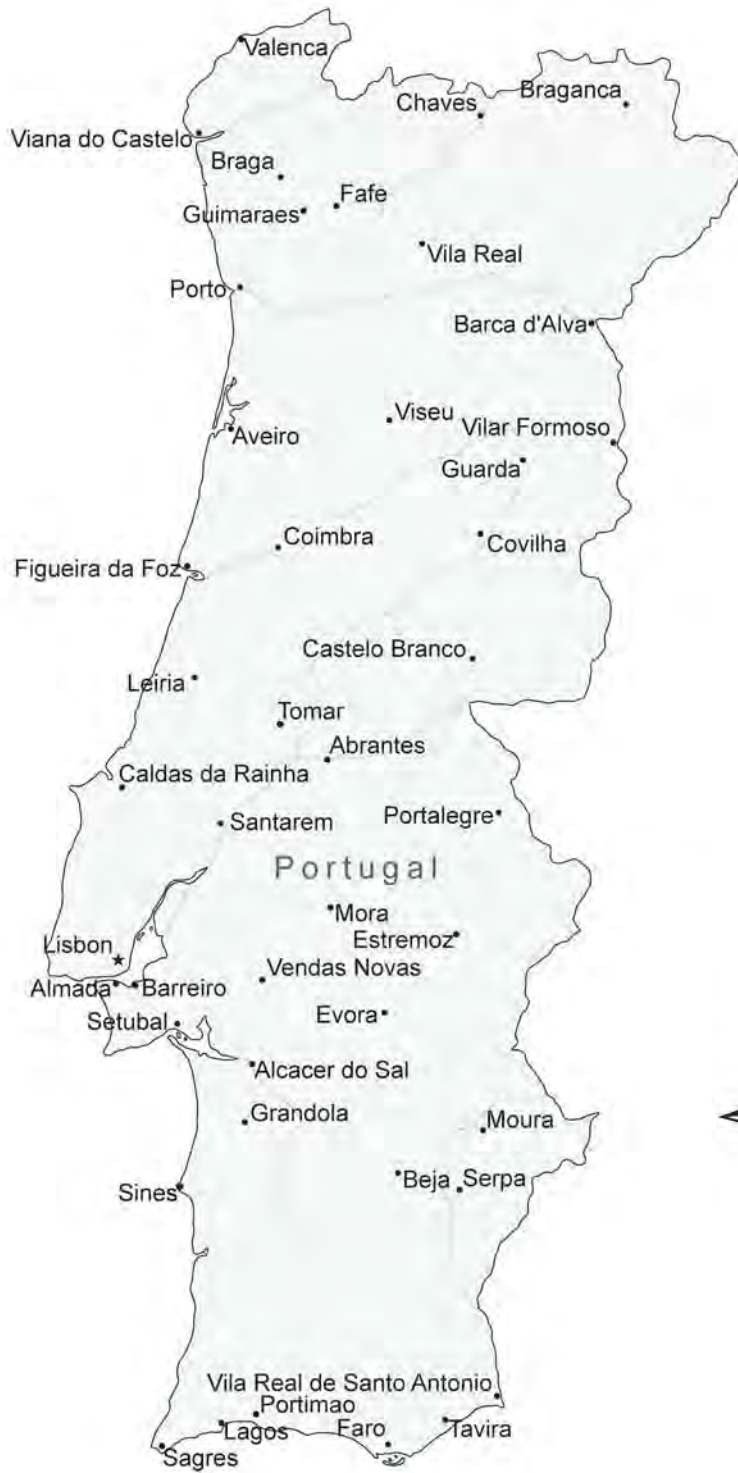 Valenca
Braganca
Chaves
Viana do Castelo
Braga
Fafe
Guimaraes
Vila Real
Porto
Barca d'Alva
Viseu
Vilar Formoso
Aveiro
Guarda
Coimbra
Covilha
Figueira da Foz
Castelo Branco
Leiria
Tomar
Abrantes
Caldas da Rainha
Portalegre
Santarem
Portugal
Mora
Estremoz
Lisbon
Vendas Novas
Almada
Barreiro
Evora
Setubal
Alcacer do Sal
Grandola
Moura
Beja
Serpa
Sines
Vila Real de Santo Antonio
Portimao
Lagos
Faro
Tavira
Sagres